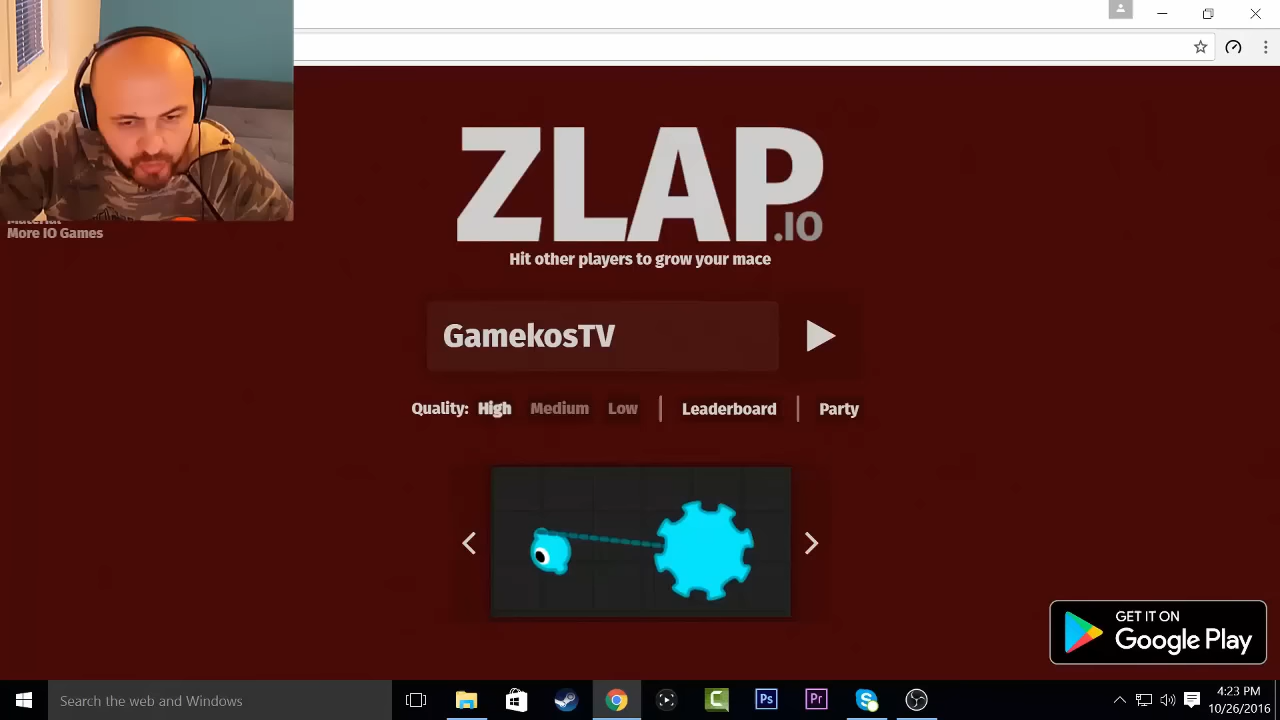 More IO Games
ZLAP.IO
Hit other players to grow your mace
GamekosTV
Quality: High Medium Low | Leaderboard | Party
GET IT ON
Google Play
Search the web and Windows
4:23 PM
10/26/2016